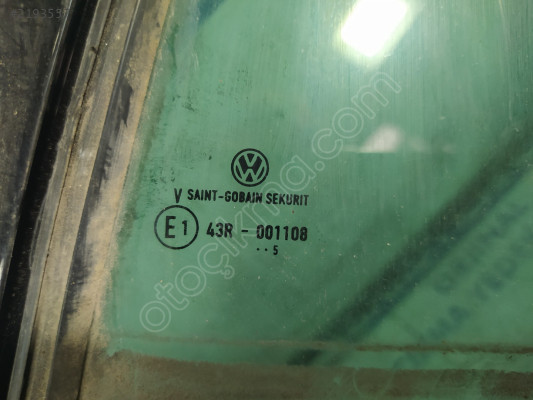 VW
V SAINT-GOBAIN SEKURIT
E1 43R - 001108
·· 5
otoçıkma.com